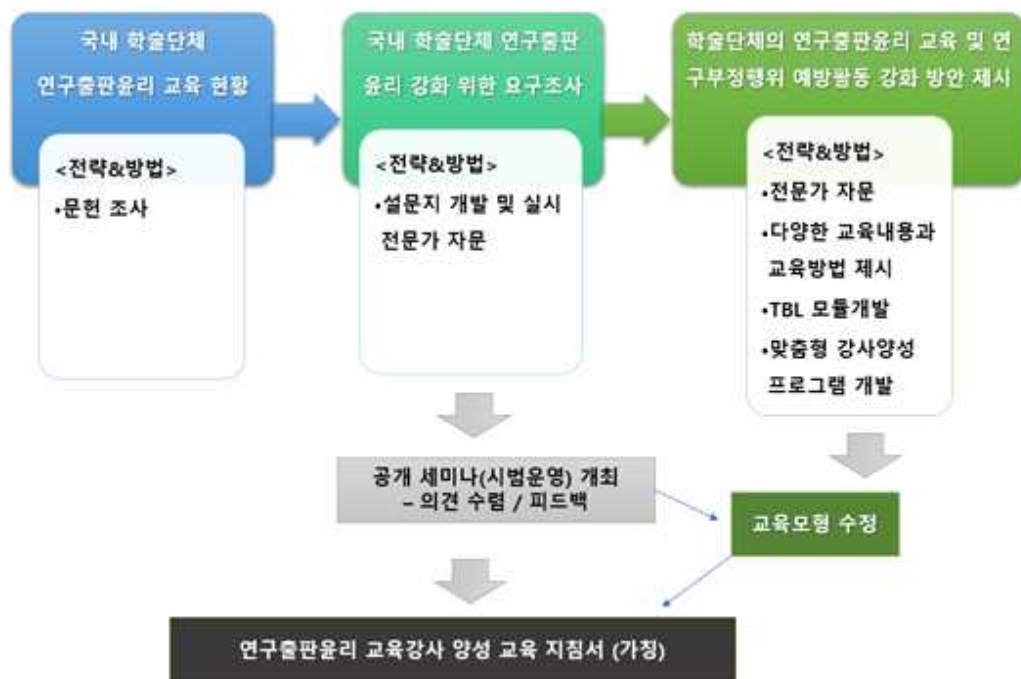 국내 학술단체
연구출판윤리 교육 현황
<전략&방법>
•문헌 조사
국내 학술단체 연구출판
윤리 강화 위한 요구조사
<전략&방법>
•설문지 개발 및 실시
전문가 자문
학술단체의 연구출판윤리 교육 및 연
구부정행위 예방활동 강화 방안 제시
<전략&방법>
•전문가 자문
•다양한 교육내용과
교육방법 제시
•TBL 모듈개발
•맞춤형 강사양성
프로그램 개발
공개 세미나(시범운영) 개최
– 의견 수렴 / 피드백
교육모형 수정
연구출판윤리 교육강사 양성 교육 지침서 (가칭)